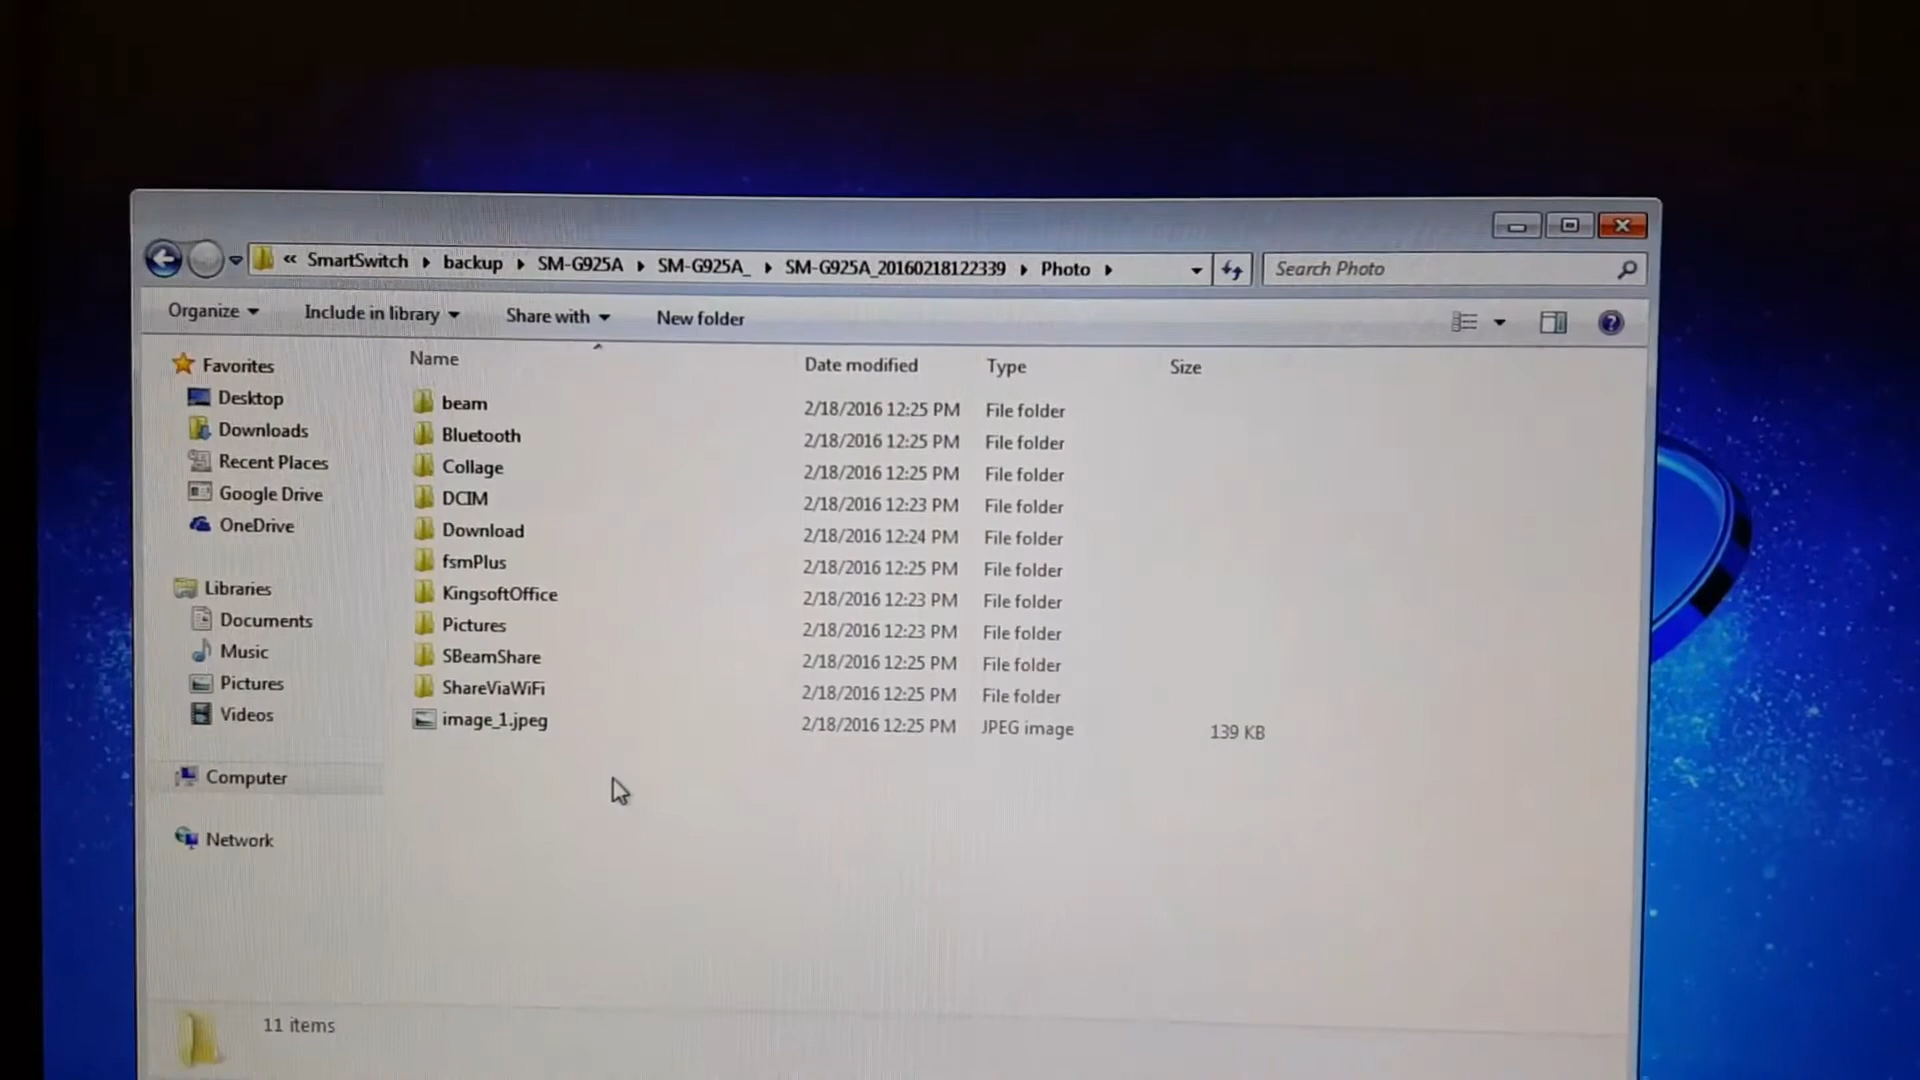 « SmartSwitch backup SM-G925A SM-G925A_ SM-G925A_20160218122339 Photo
Search Photo
Organize Include in library Share with New folder
Name Date modified Type Size
Favorites
Desktop
Downloads
Recent Places
Google Drive
OneDrive
Libraries
Documents
Music
Pictures
Videos
Computer
Network
beam 2/18/2016 12:25 PM File folder
Bluetooth 2/18/2016 12:25 PM File folder
Collage 2/18/2016 12:25 PM File folder
DCIM 2/18/2016 12:23 PM File folder
Download 2/18/2016 12:24 PM File folder
fsmPlus 2/18/2016 12:25 PM File folder
KingsoftOffice 2/18/2016 12:23 PM File folder
Pictures 2/18/2016 12:23 PM File folder
SBeamShare 2/18/2016 12:25 PM File folder
ShareViaWiFi 2/18/2016 12:25 PM File folder
image_1.jpeg 2/18/2016 12:25 PM JPEG image 139 KB
11 items